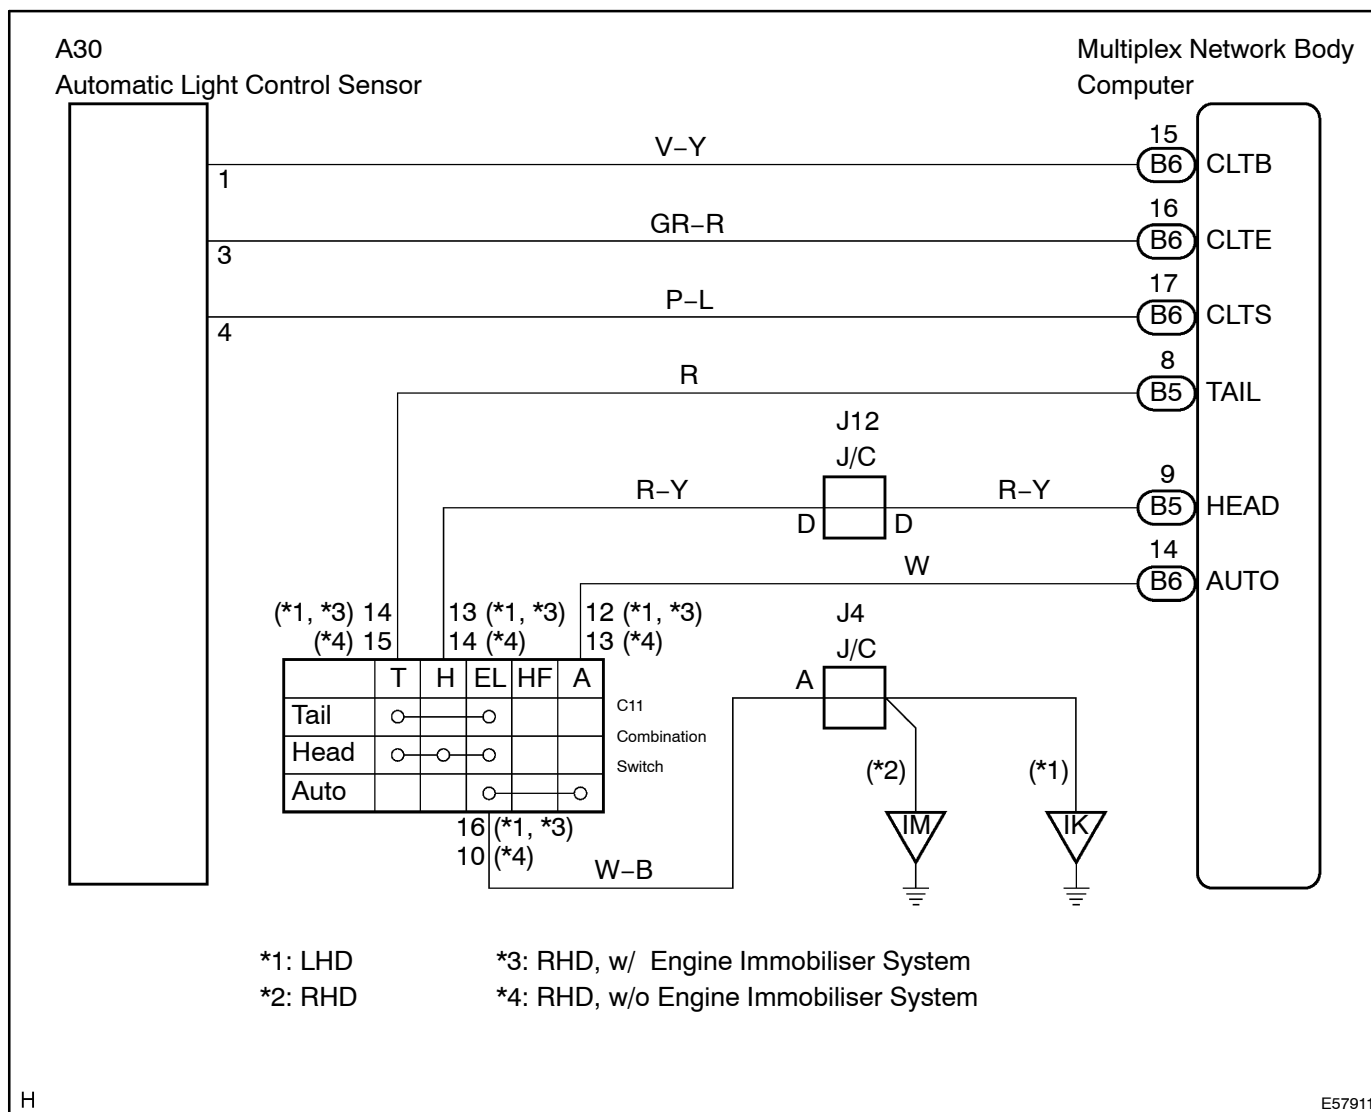 A30
Automatic Light Control Sensor
Multiplex Network Body
Computer
V−Y
15
1
B6
CLTB
GR−R
16
3
B6
CLTE
P−L
17
4
B6
CLTS
R
8
B5
TAIL
J12
J/C
R−Y
R−Y
9
D
D
B5
HEAD
W
14
B6
AUTO
(*1, *3) 14
13 (*1, *3)
12 (*1, *3)
(*4) 15
14 (*4)
13 (*4)
J4
J/C
T H EL HF A
A
Tail
Head
Auto
C11
Combination
Switch
(*2)
(*1)
16 (*1, *3)
10 (*4)
IM
IK
W−B
*1: LHD
*3: RHD, w/ Engine Immobiliser System
*2: RHD
*4: RHD, w/o Engine Immobiliser System
H
E57911